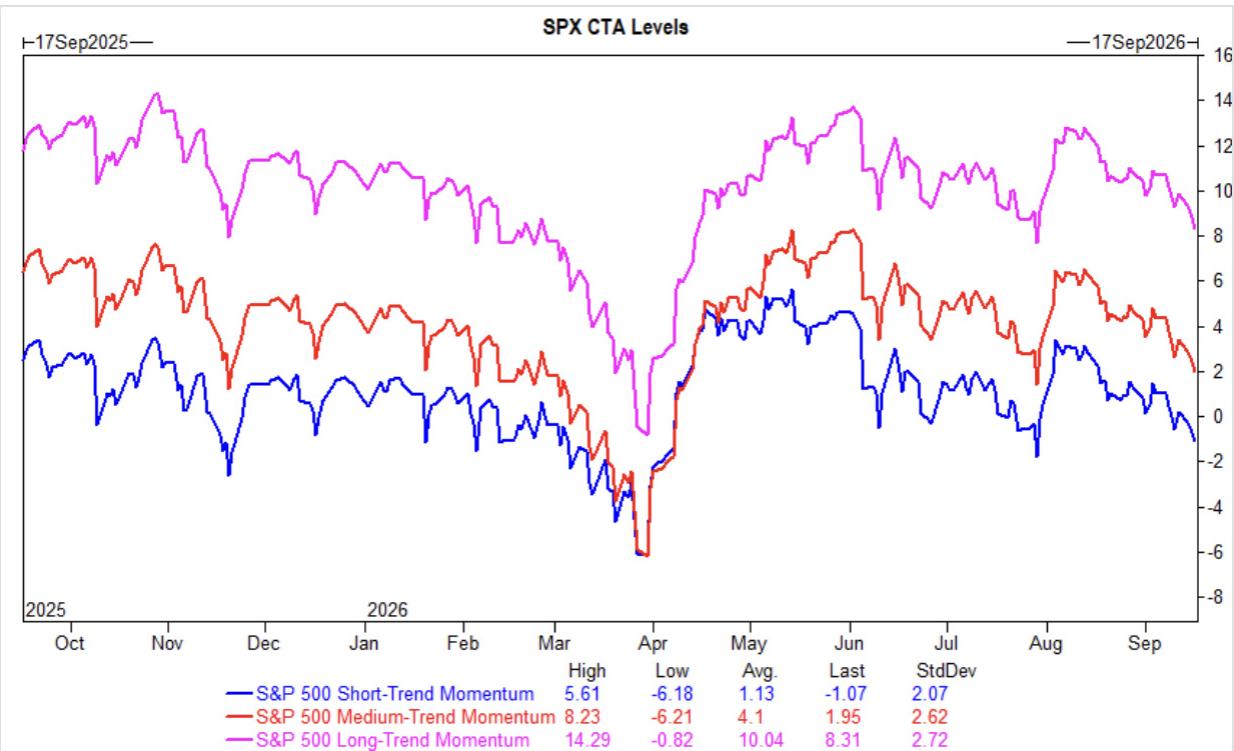 SPX CTA Levels
17Sep2025 17Sep2026
16
14
12
10
8
6
4
2
0
-2
-4
-6
-8
2025 2026
Oct Nov Dec Jan Feb Mar Apr May Jun Jul Aug Sep
High Low Avg. Last StdDev
S&P 500 Short-Trend Momentum 5.61 -6.18 1.13 -1.07 2.07
S&P 500 Medium-Trend Momentum 8.23 -6.21 4.1 1.95 2.62
S&P 500 Long-Trend Momentum 14.29 -0.82 10.04 8.31 2.72